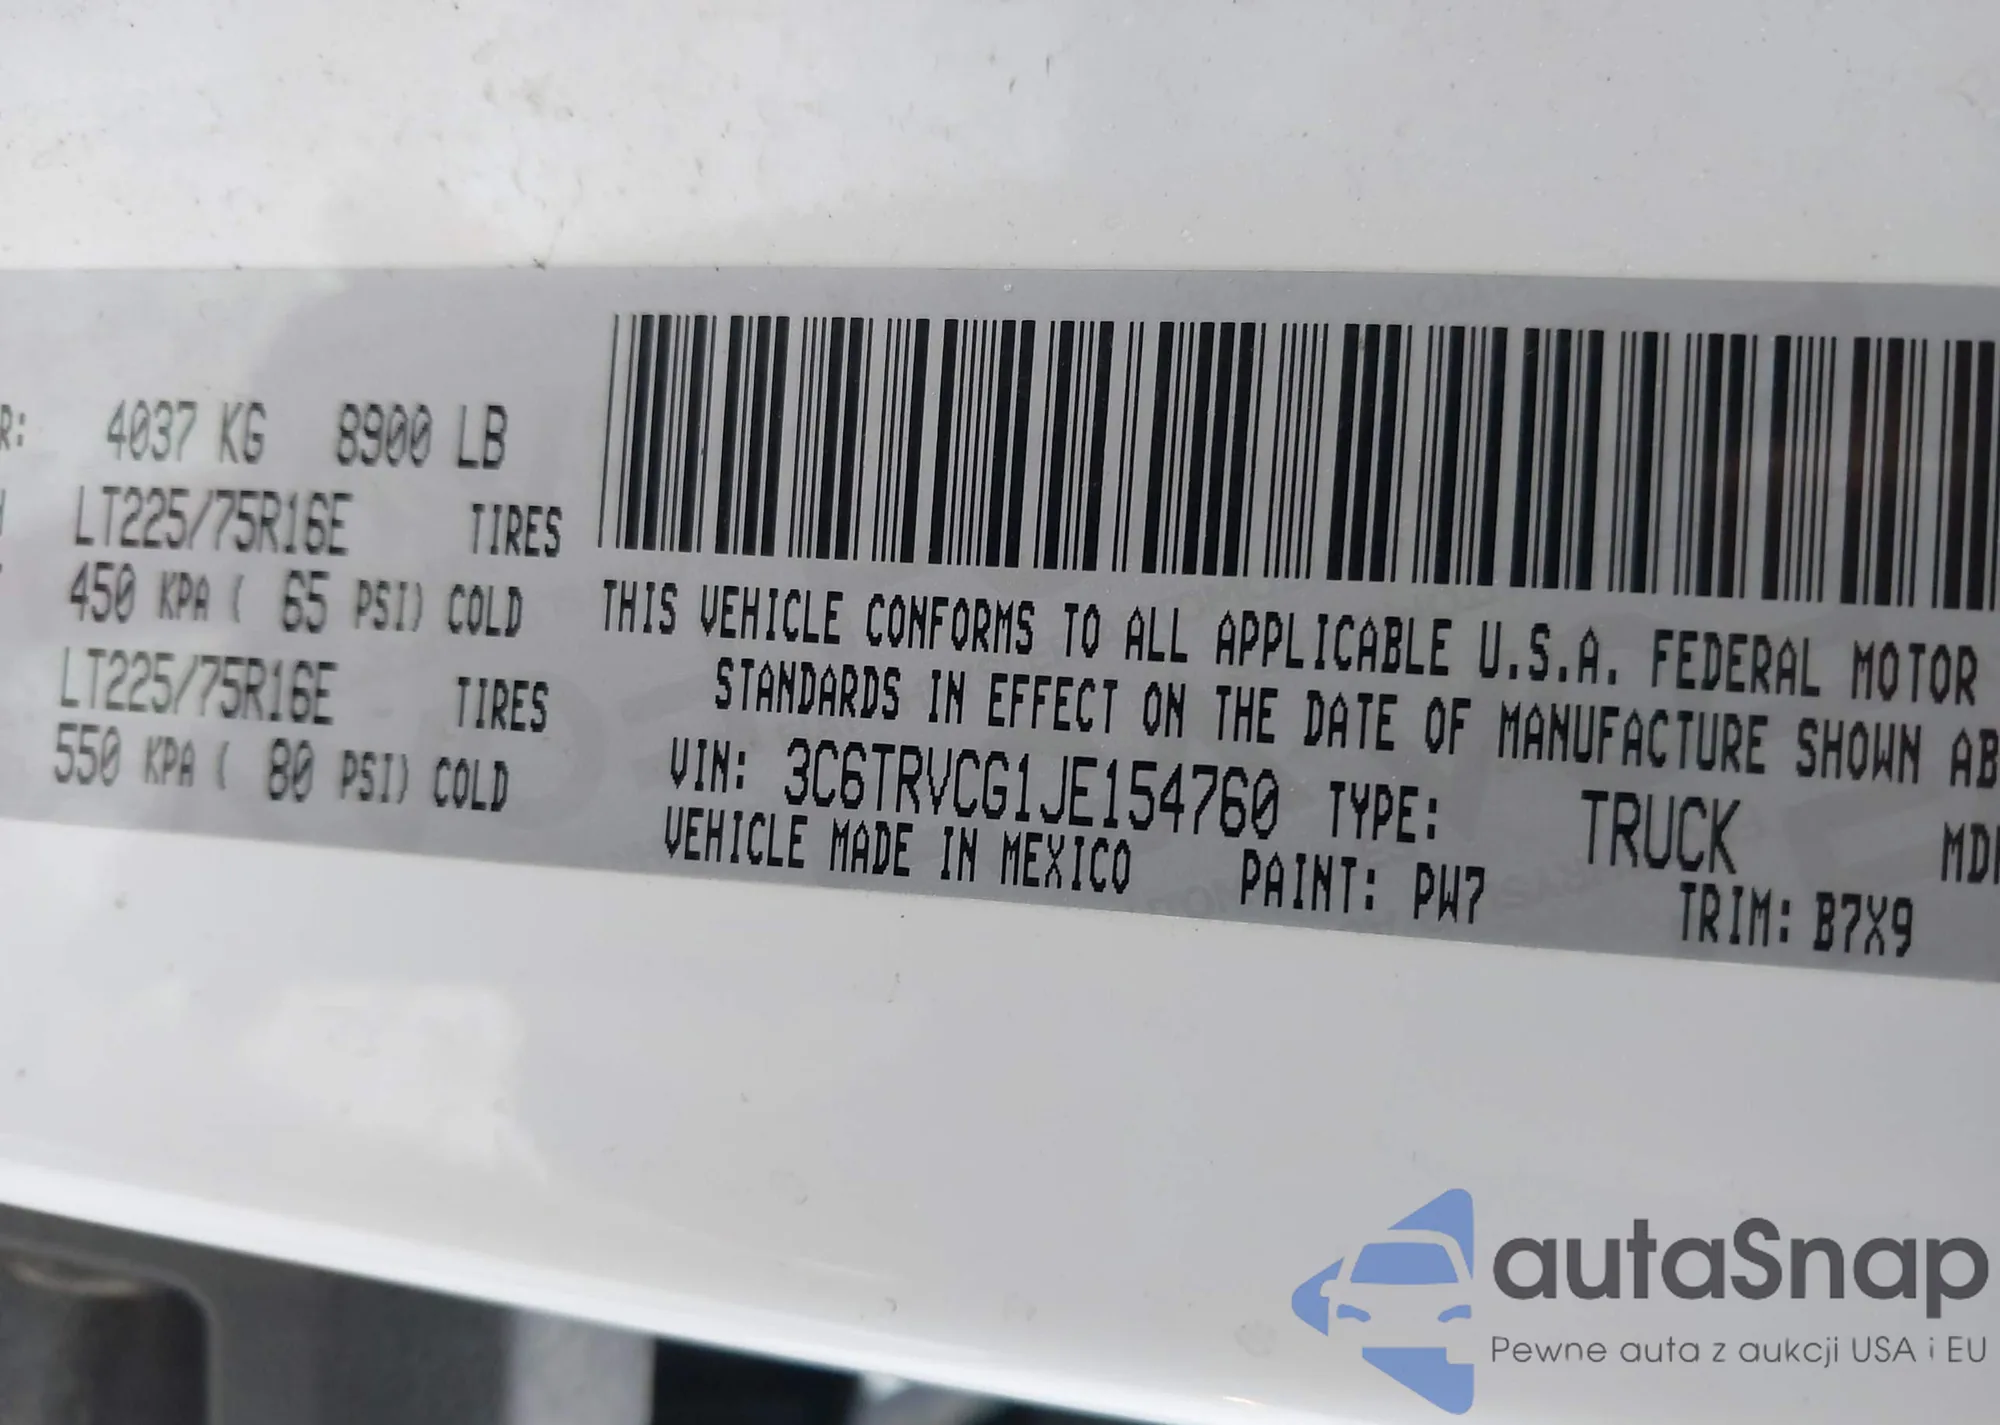 R: 4037 KG 8900 LB
LT225/75R16E TIRES
450 KPA ( 65 PSI) COLD
LT225/75R16E TIRES
550 KPA ( 80 PSI) COLD
THIS VEHICLE CONFORMS TO ALL APPLICABLE U.S.A. FEDERAL MOTOR
STANDARDS IN EFFECT ON THE DATE OF MANUFACTURE SHOWN AB
VIN: 3C6TRVCG1JE154760 TYPE: TRUCK
VEHICLE MADE IN MEXICO PAINT: PW7 TRIM: B7X9
autaSnap
Pewne auta z aukcji USA i EU